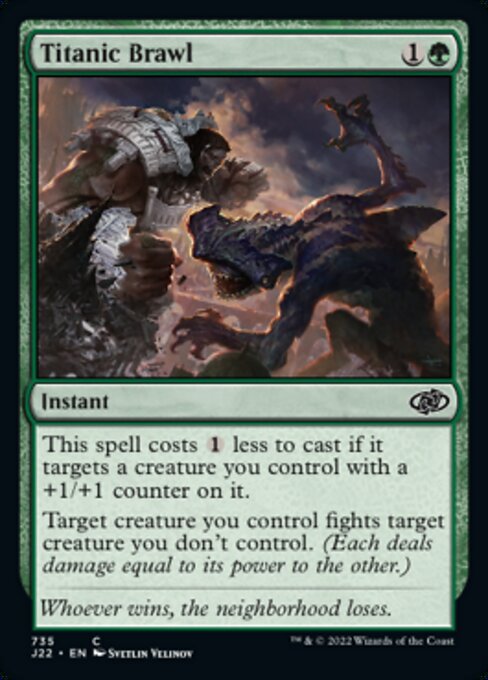 Titanic Brawl 1
Instant
This spell costs 1 less to cast if it
targets a creature you control with a
+1/+1 counter on it.
Target creature you control fights target
creature you don't control. (Each deals
damage equal to its power to the other.)
Whoever wins, the neighborhood loses.
735 C
J22 • EN Svetlin Velinov
™ & © 2022 Wizards of the Coast